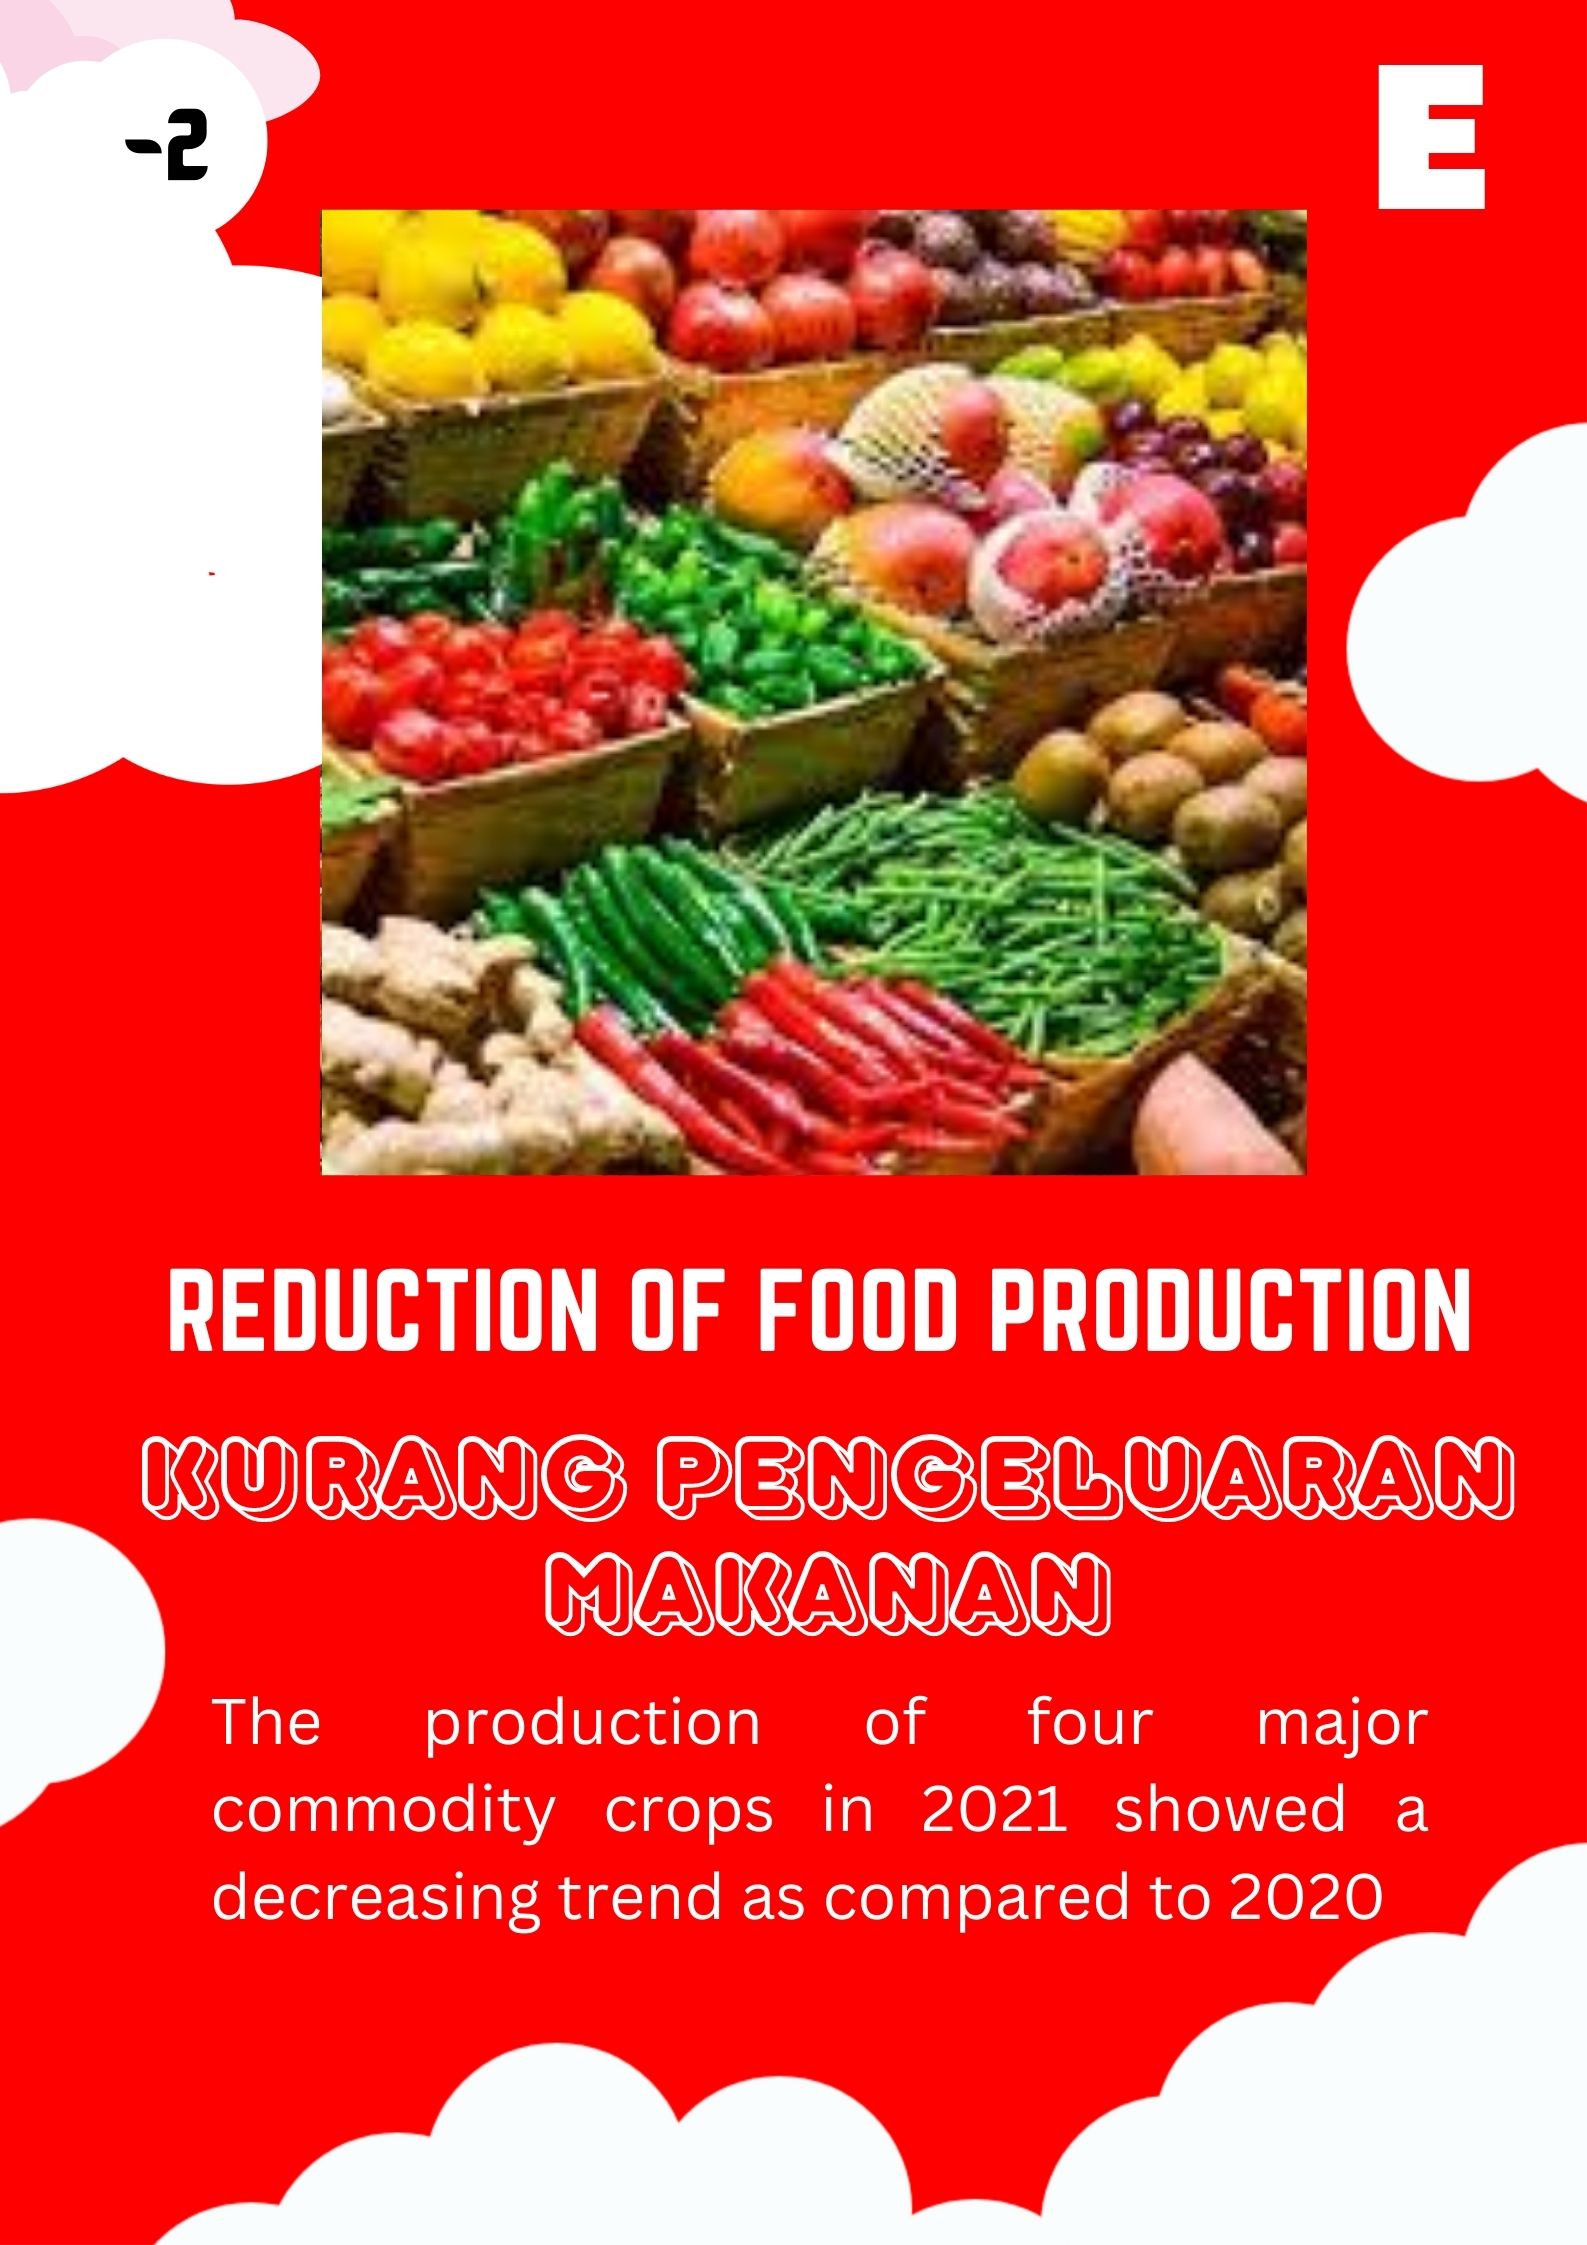 -2
E
REDUCTION OF FOOD PRODUCTION
KURANG PENGELUARAN
MAKANAN
The production of four major
commodity crops in 2021 showed a
decreasing trend as compared to 2020